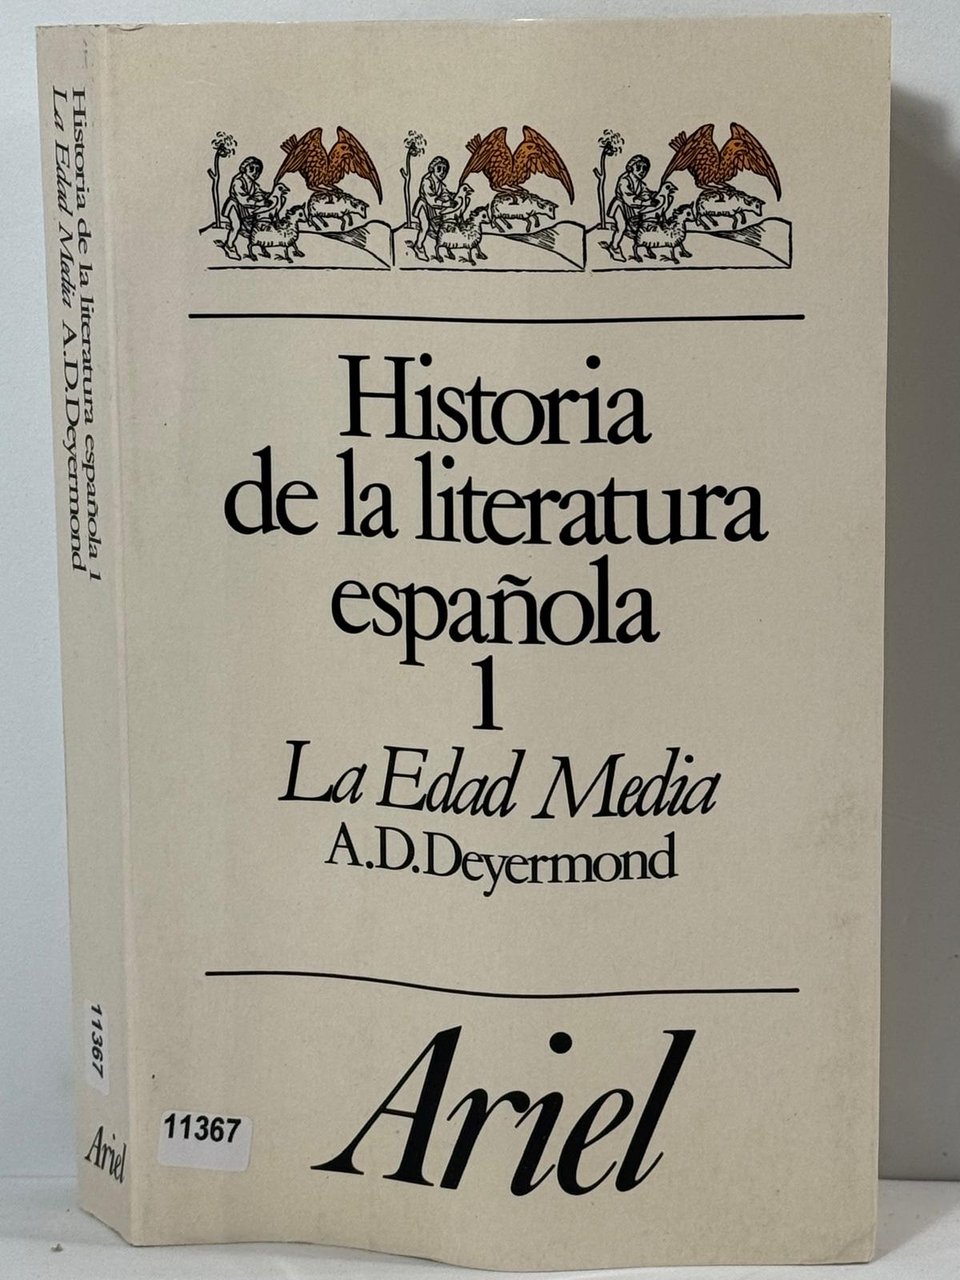 Historia de la literatura española 1
La Edad Media A.D.Deyermond
11367
Ariel
Historia
de la literatura
española
1
La Edad Media
A.D.Deyermond
Ariel
11367